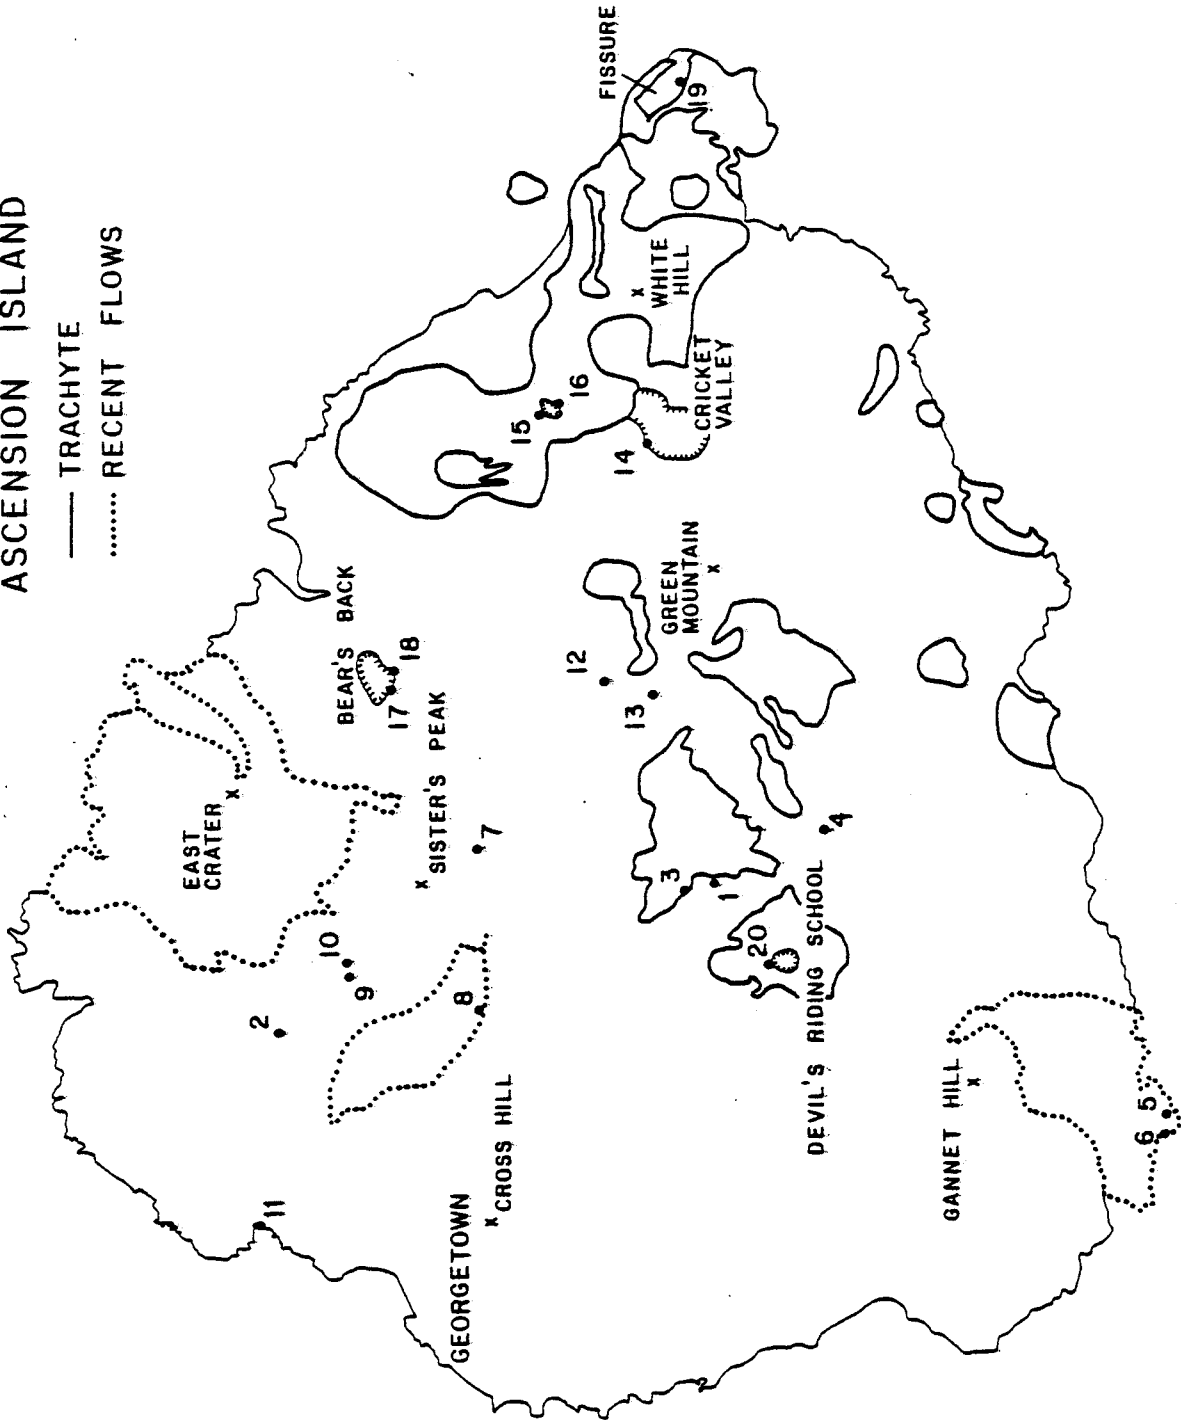 ASCENSION ISLAND
TRACHYTE
RECENT FLOWS
FISSURE
19
WHITE
HILL
CRICKET
VALLEY
16
15
14
GREEN
MOUNTAIN
BEAR'S BACK
18
17
12
13
SISTER'S PEAK
EAST
CRATER
7
4
3
1
20
DEVIL'S RIDING SCHOOL
10
9
8
2
CROSS HILL
GANNET HILL
5
6
11
GEORGETOWN